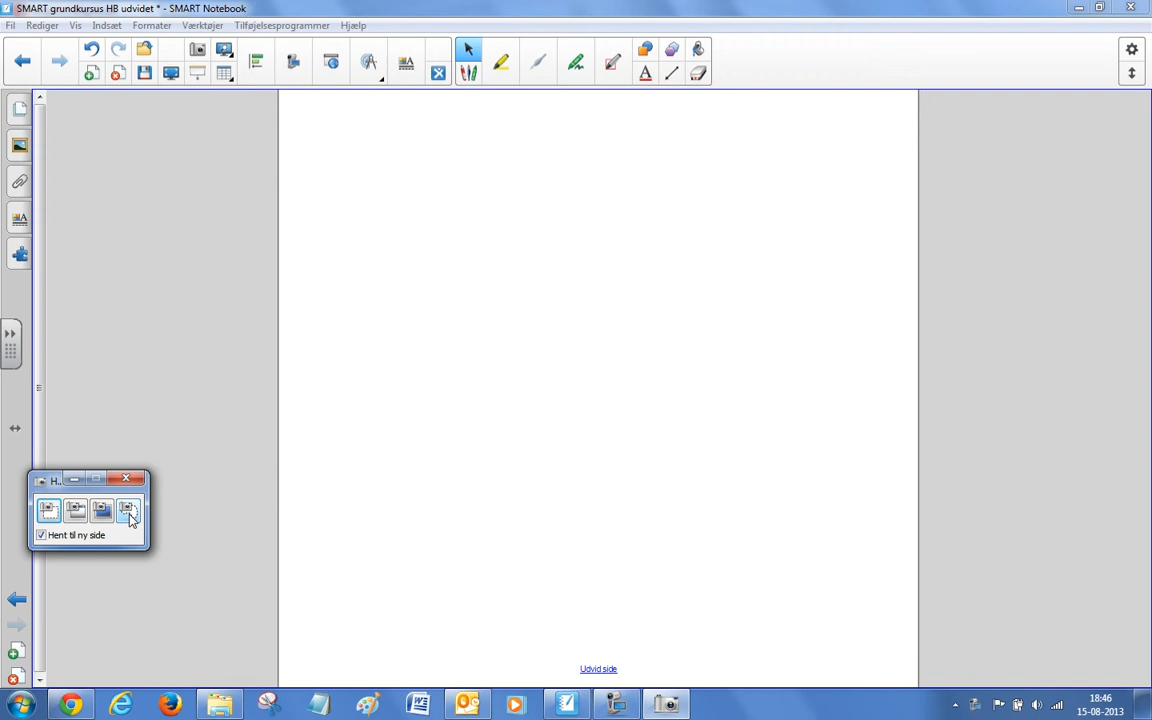 SMART grundkursus HB udvidet * - SMART Notebook
Fil Rediger Vis Indsæt Formater Værktøjer Tilføjelsesprogrammer Hjælp
H..
Hent til ny side
Udvid side
18:46
15-08-2013